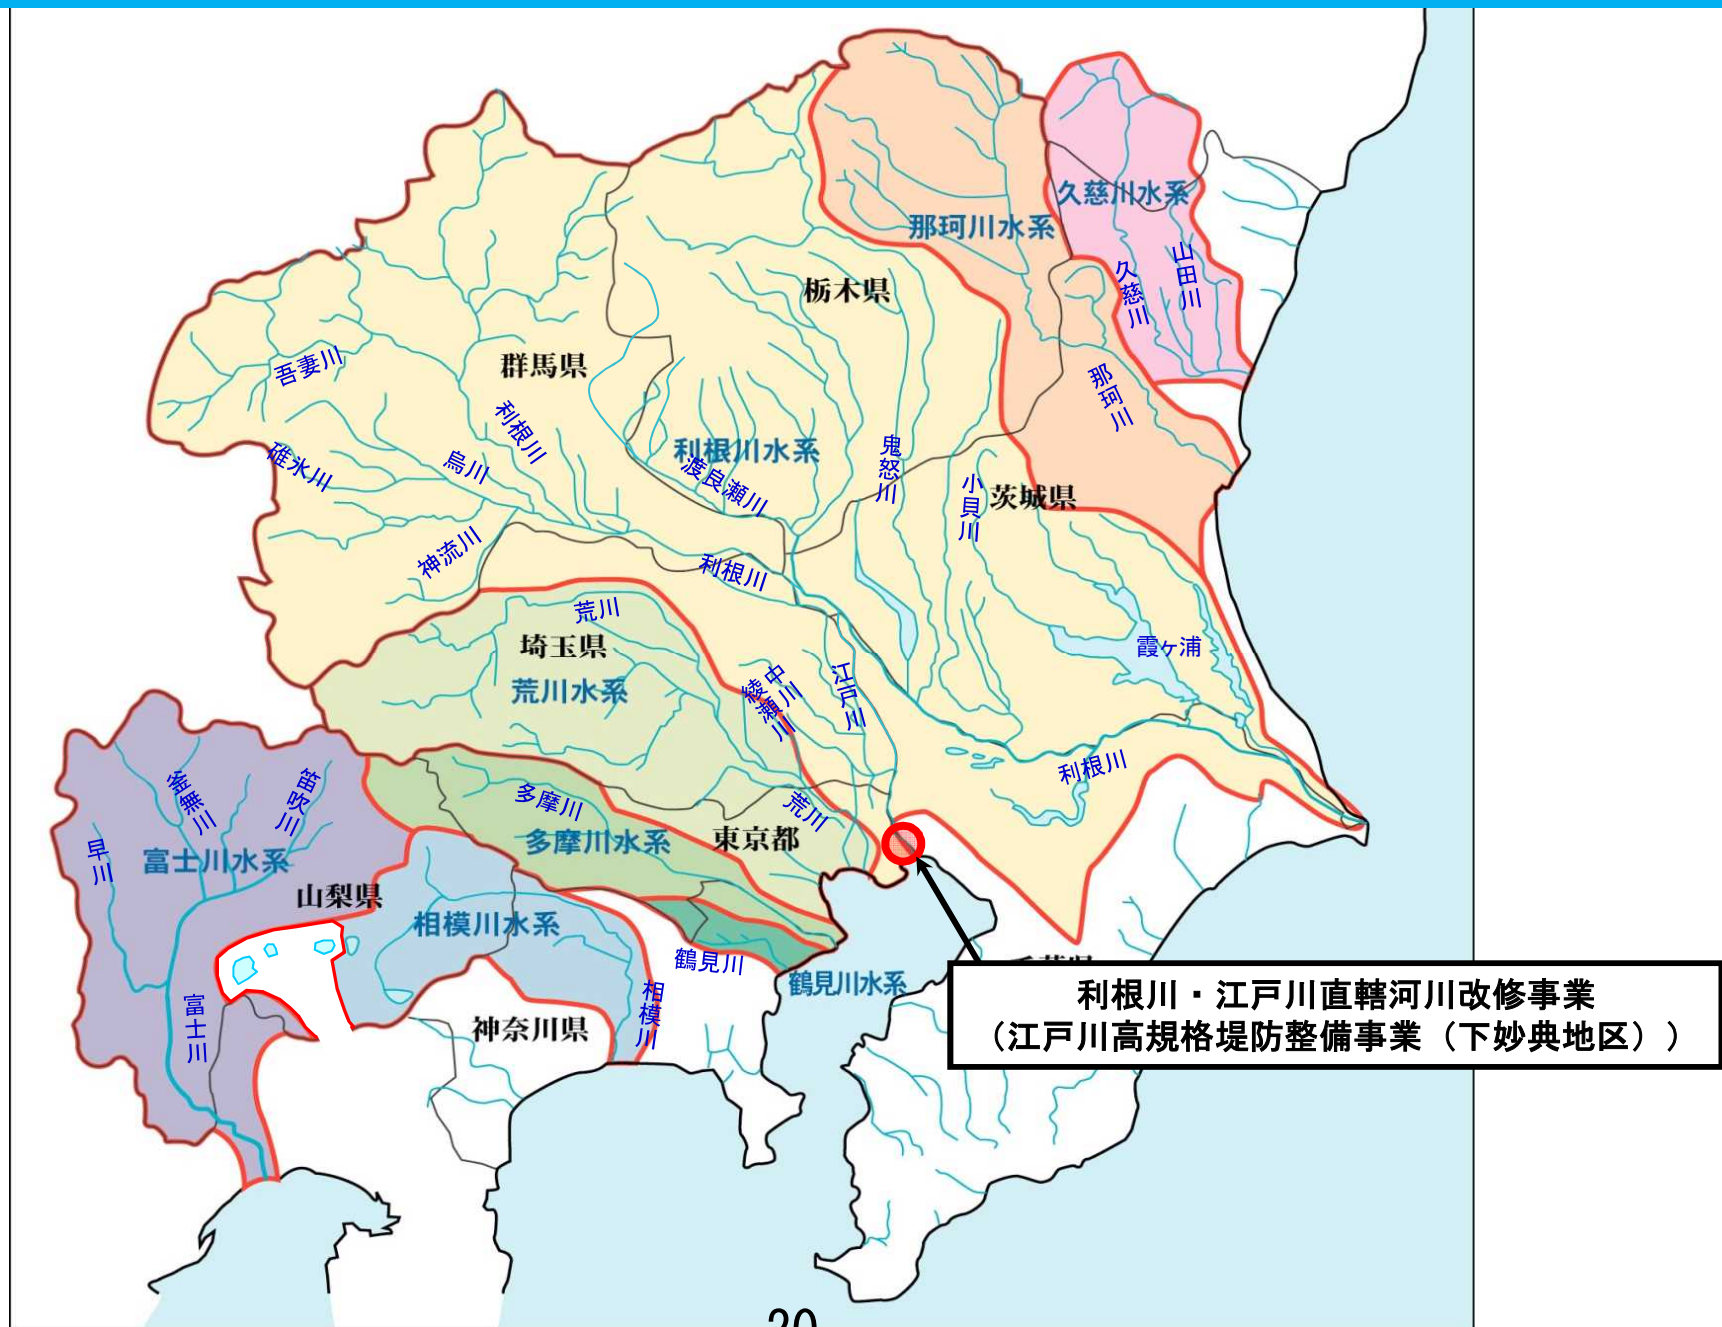 久慈川水系
那珂川水系
山田川
久慈川
栃木県
吾妻川
群馬県
那珂川
利根川
利根川水系
碓氷川
烏川
渡良瀬川
鬼怒川
小貝川
茨城県
神流川
利根川
荒川
埼玉県
霞ヶ浦
荒川水系
綾瀬川
中川
江戸川
利根川
釜無川
笛吹川
多摩川
荒川
早川
富士川水系
多摩川水系
東京都
山梨県
相模川水系
鶴見川
鶴見川水系
千葉県
富士川
相模川
神奈川県
利根川・江戸川直轄河川改修事業
（江戸川高規格堤防整備事業（下妙典地区））
20